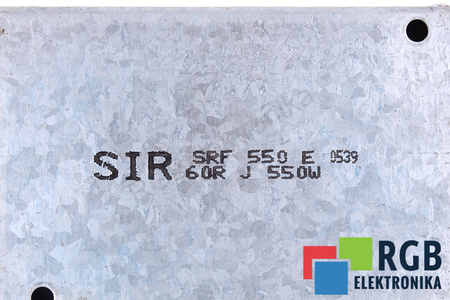 SIR SRF 550 E 0539
60R J 550W
RGB
ELEKTRONIKA